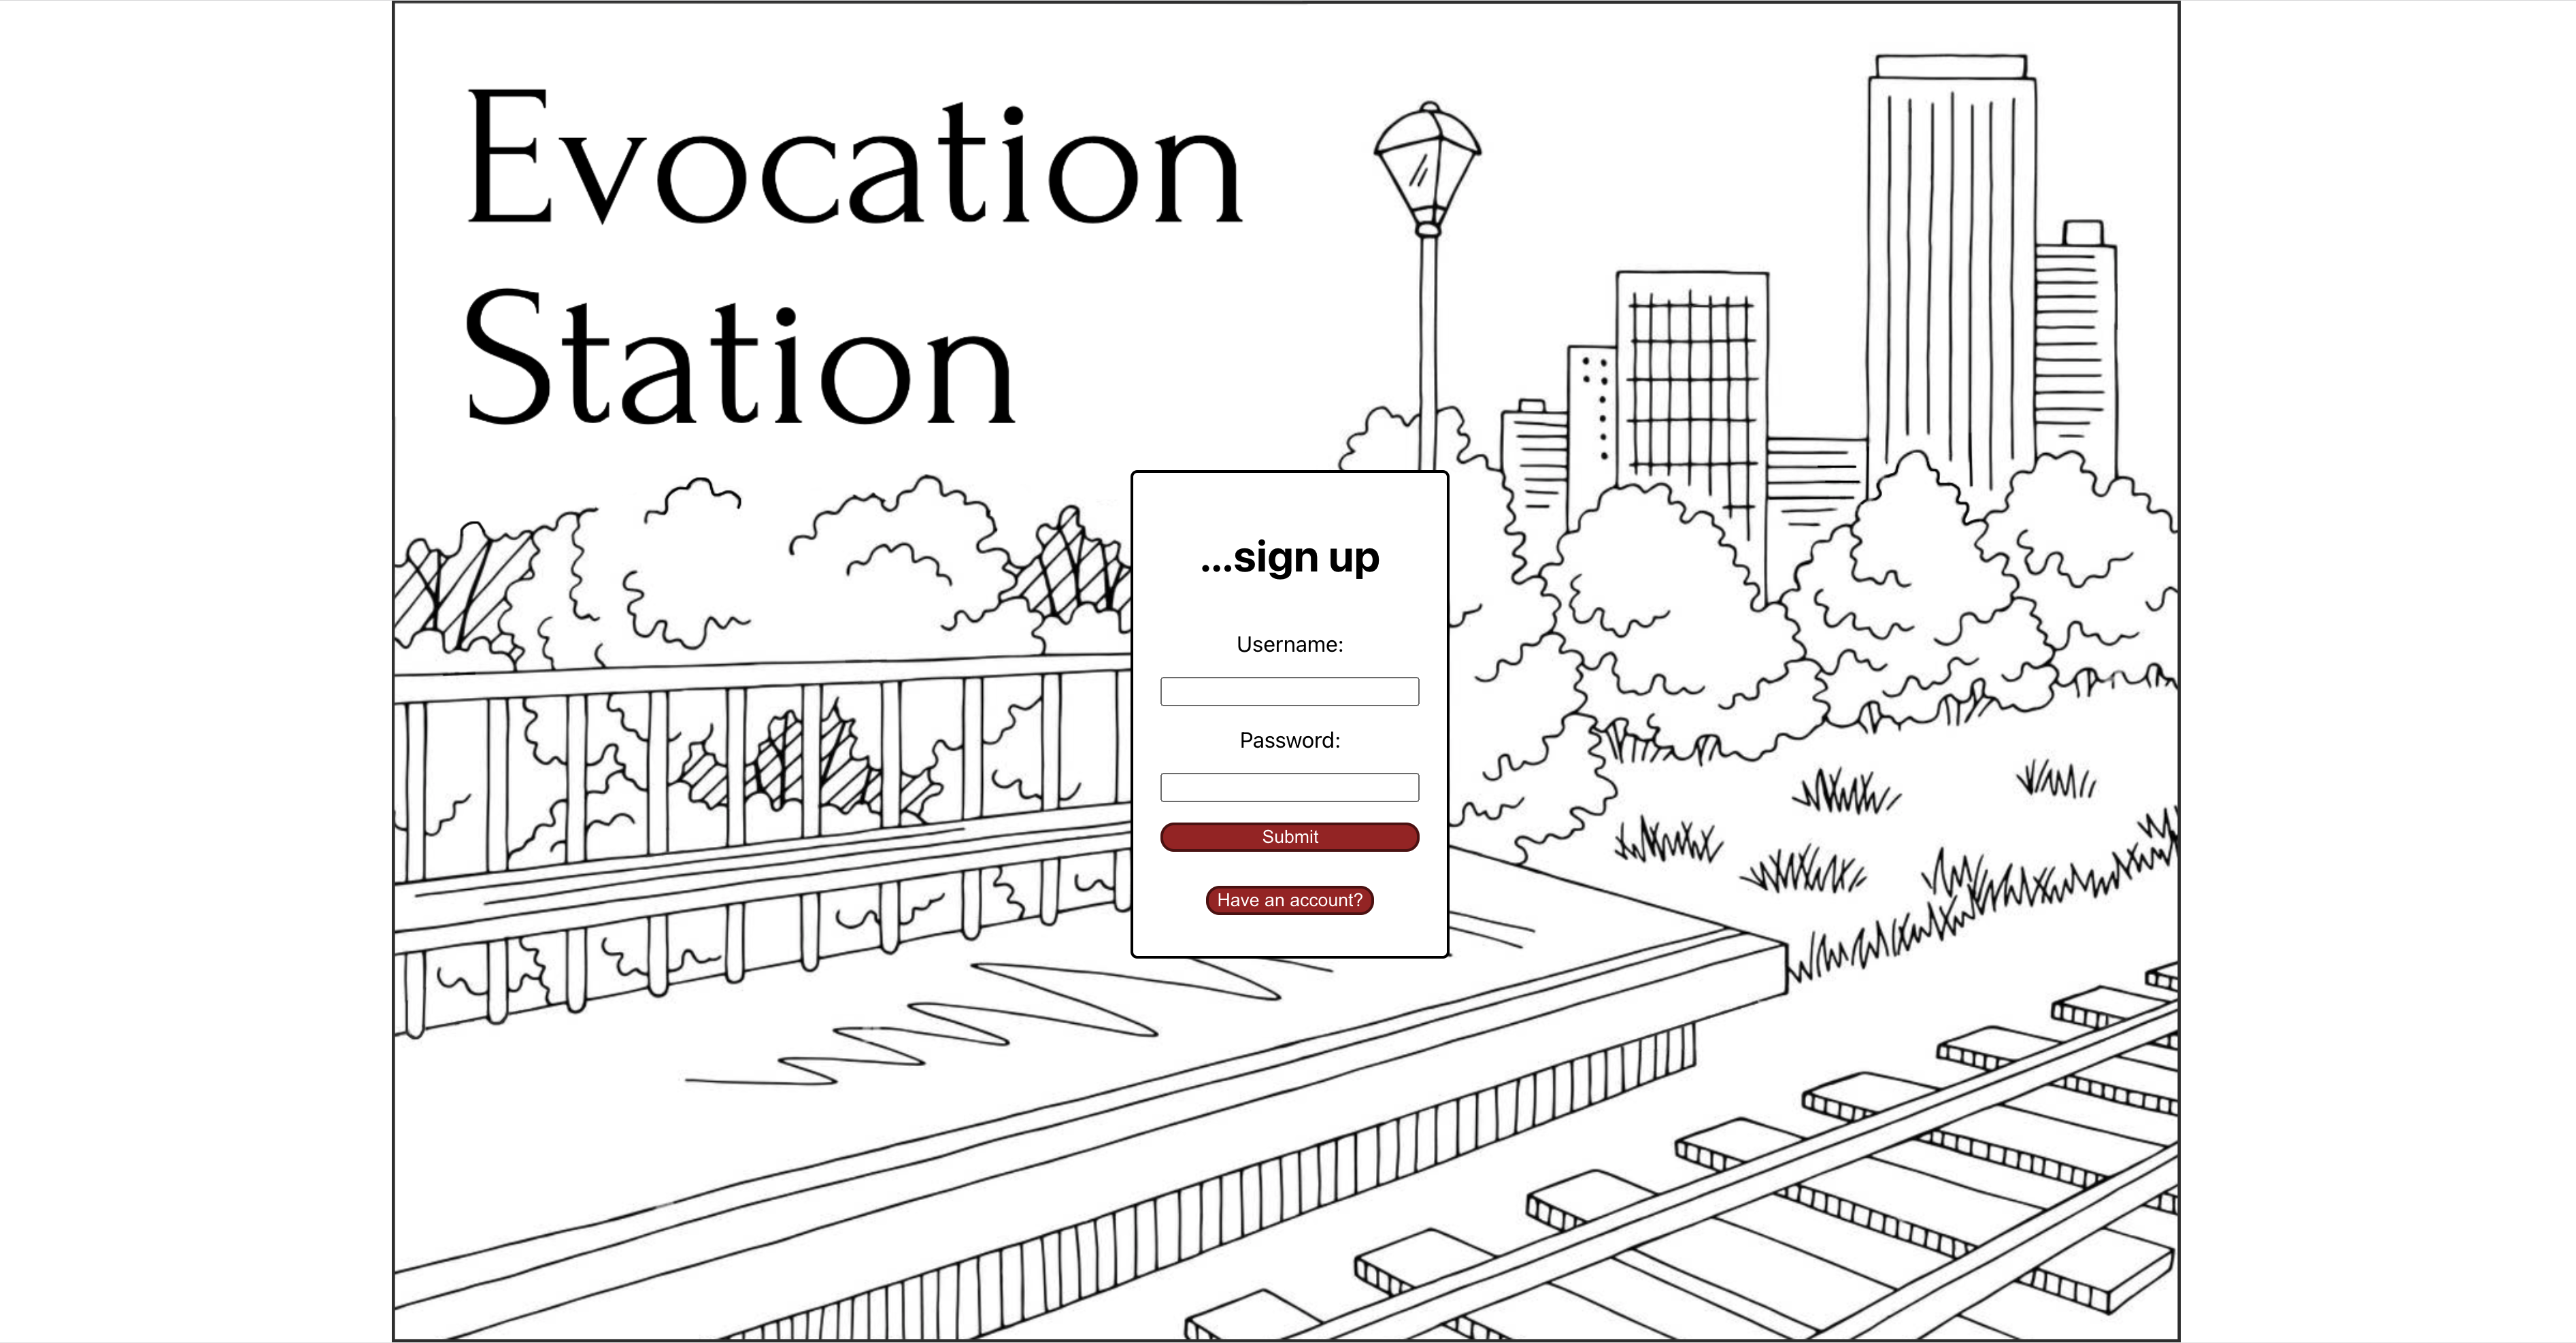 Evocation
Station
...sign up
Username:
Password:
Submit
Have an account?